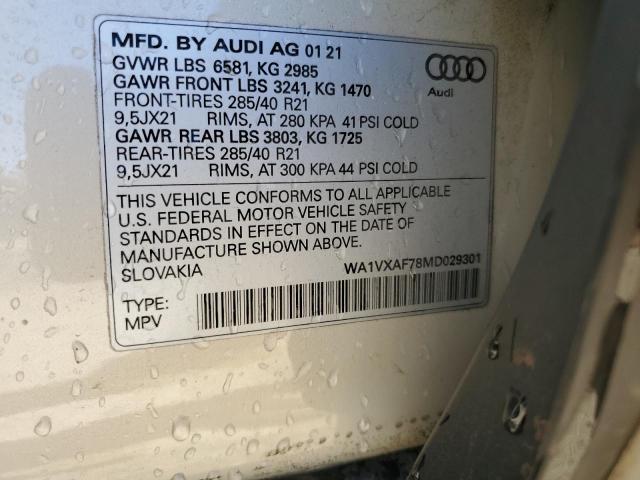 MFD. BY AUDI AG 01 21
GVWR LBS 6581, KG 2985
GAWR FRONT LBS 3241, KG 1470
FRONT-TIRES 285/40 R21
9,5JX21 RIMS, AT 280 KPA 41 PSI COLD
GAWR REAR LBS 3803, KG 1725
REAR-TIRES 285/40 R21
9,5JX21 RIMS, AT 300 KPA 44 PSI COLD
Audi
THIS VEHICLE CONFORMS TO ALL APPLICABLE
U.S. FEDERAL MOTOR VEHICLE SAFETY
STANDARDS IN EFFECT ON THE DATE OF
MANUFACTURE SHOWN ABOVE
SLOVAKIA
WA1VXAF78MD029301
TYPE:
MPV